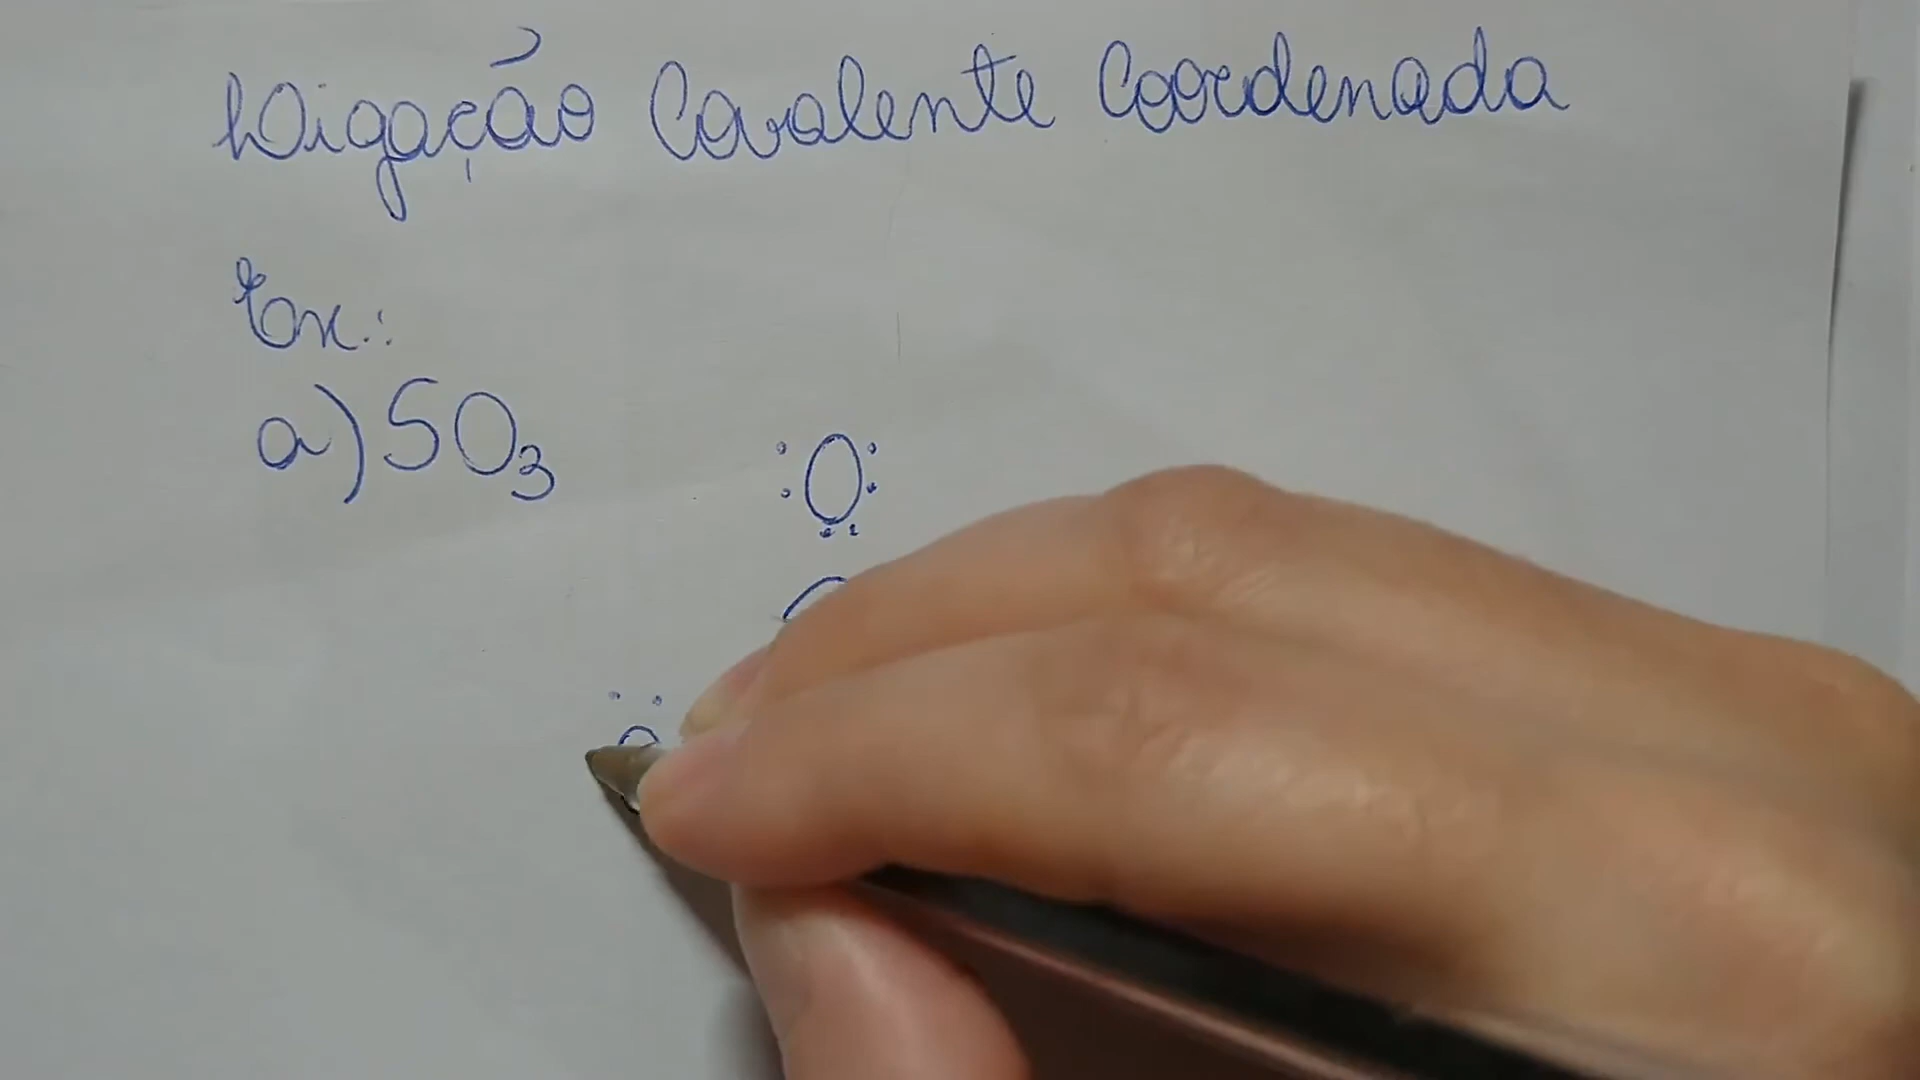 Ligação Covalente Coordenada
Ex.:
a) SO₃
O